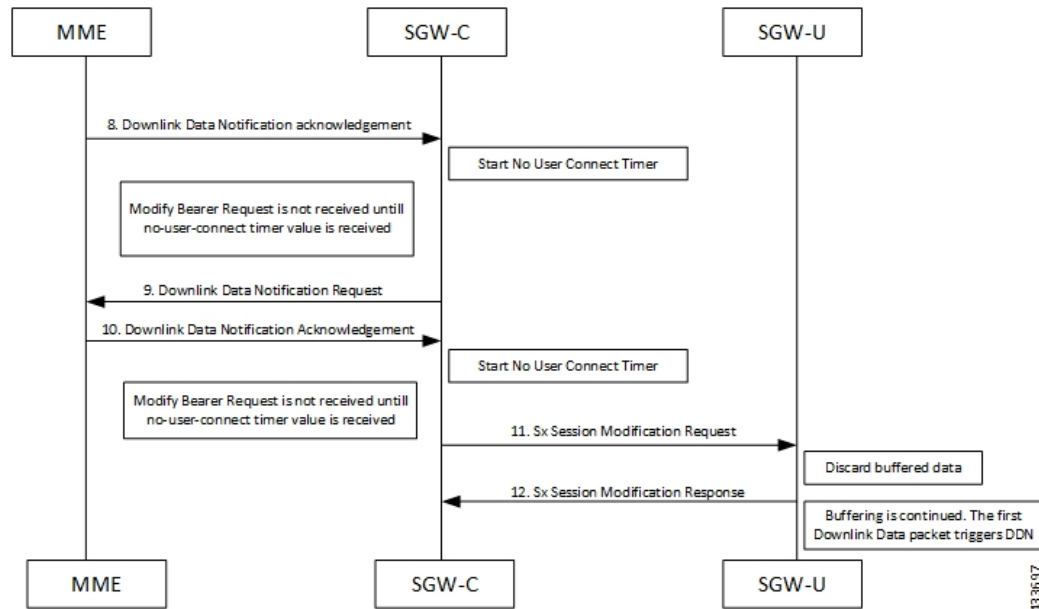 MME
SGW-C
SGW-U
8. Downlink Data Notification acknowledgement
Start No User Connect Timer
Modify Bearer Request is not received untill
no-user-connect timer value is received
9. Downlink Data Notification Request
10. Downlink Data Notification Acknowledgement
Start No User Connect Timer
Modify Bearer Request is not received untill
no-user-connect timer value is received
11. Sx Session Modification Request
Discard buffered data
12. Sx Session Modification Response
Buffering is continued. The first
Downlink Data packet triggers DDN
MME
SGW-C
SGW-U
433697